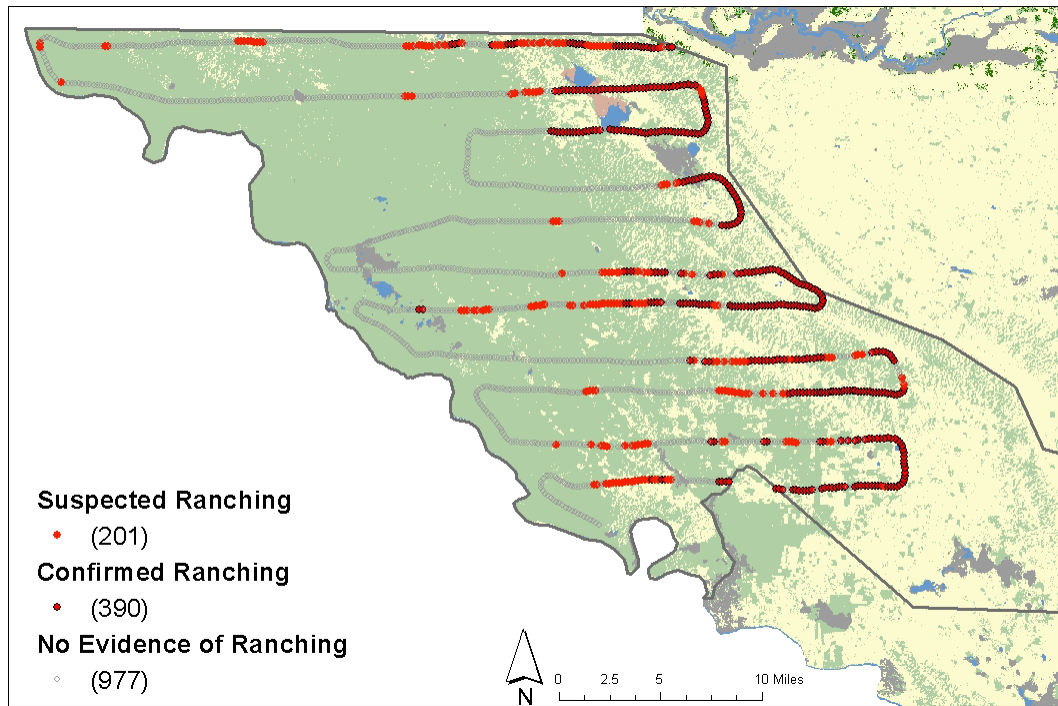 Suspected Ranching
(201)
Confirmed Ranching
(390)
No Evidence of Ranching
(977)
N
0 2.5 5 10 Miles